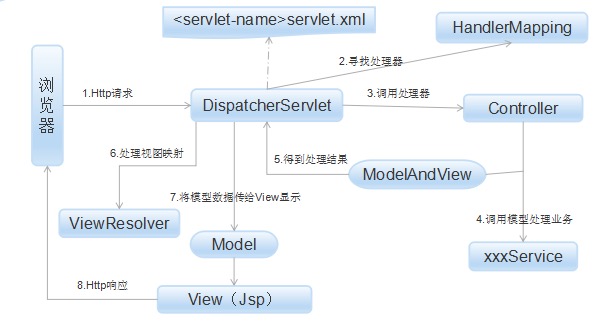 <servlet-name>servlet.xml
HandlerMapping
2.寻找处理器
浏览器
1.Http请求
DispatcherServlet
3.调用处理器
Controller
6.处理视图映射
5.得到处理结果
ModelAndView
7.将模型数据传给View显示
ViewResolver
Model
4.调用模型处理业务
xxxService
8.Http响应
View（Jsp）